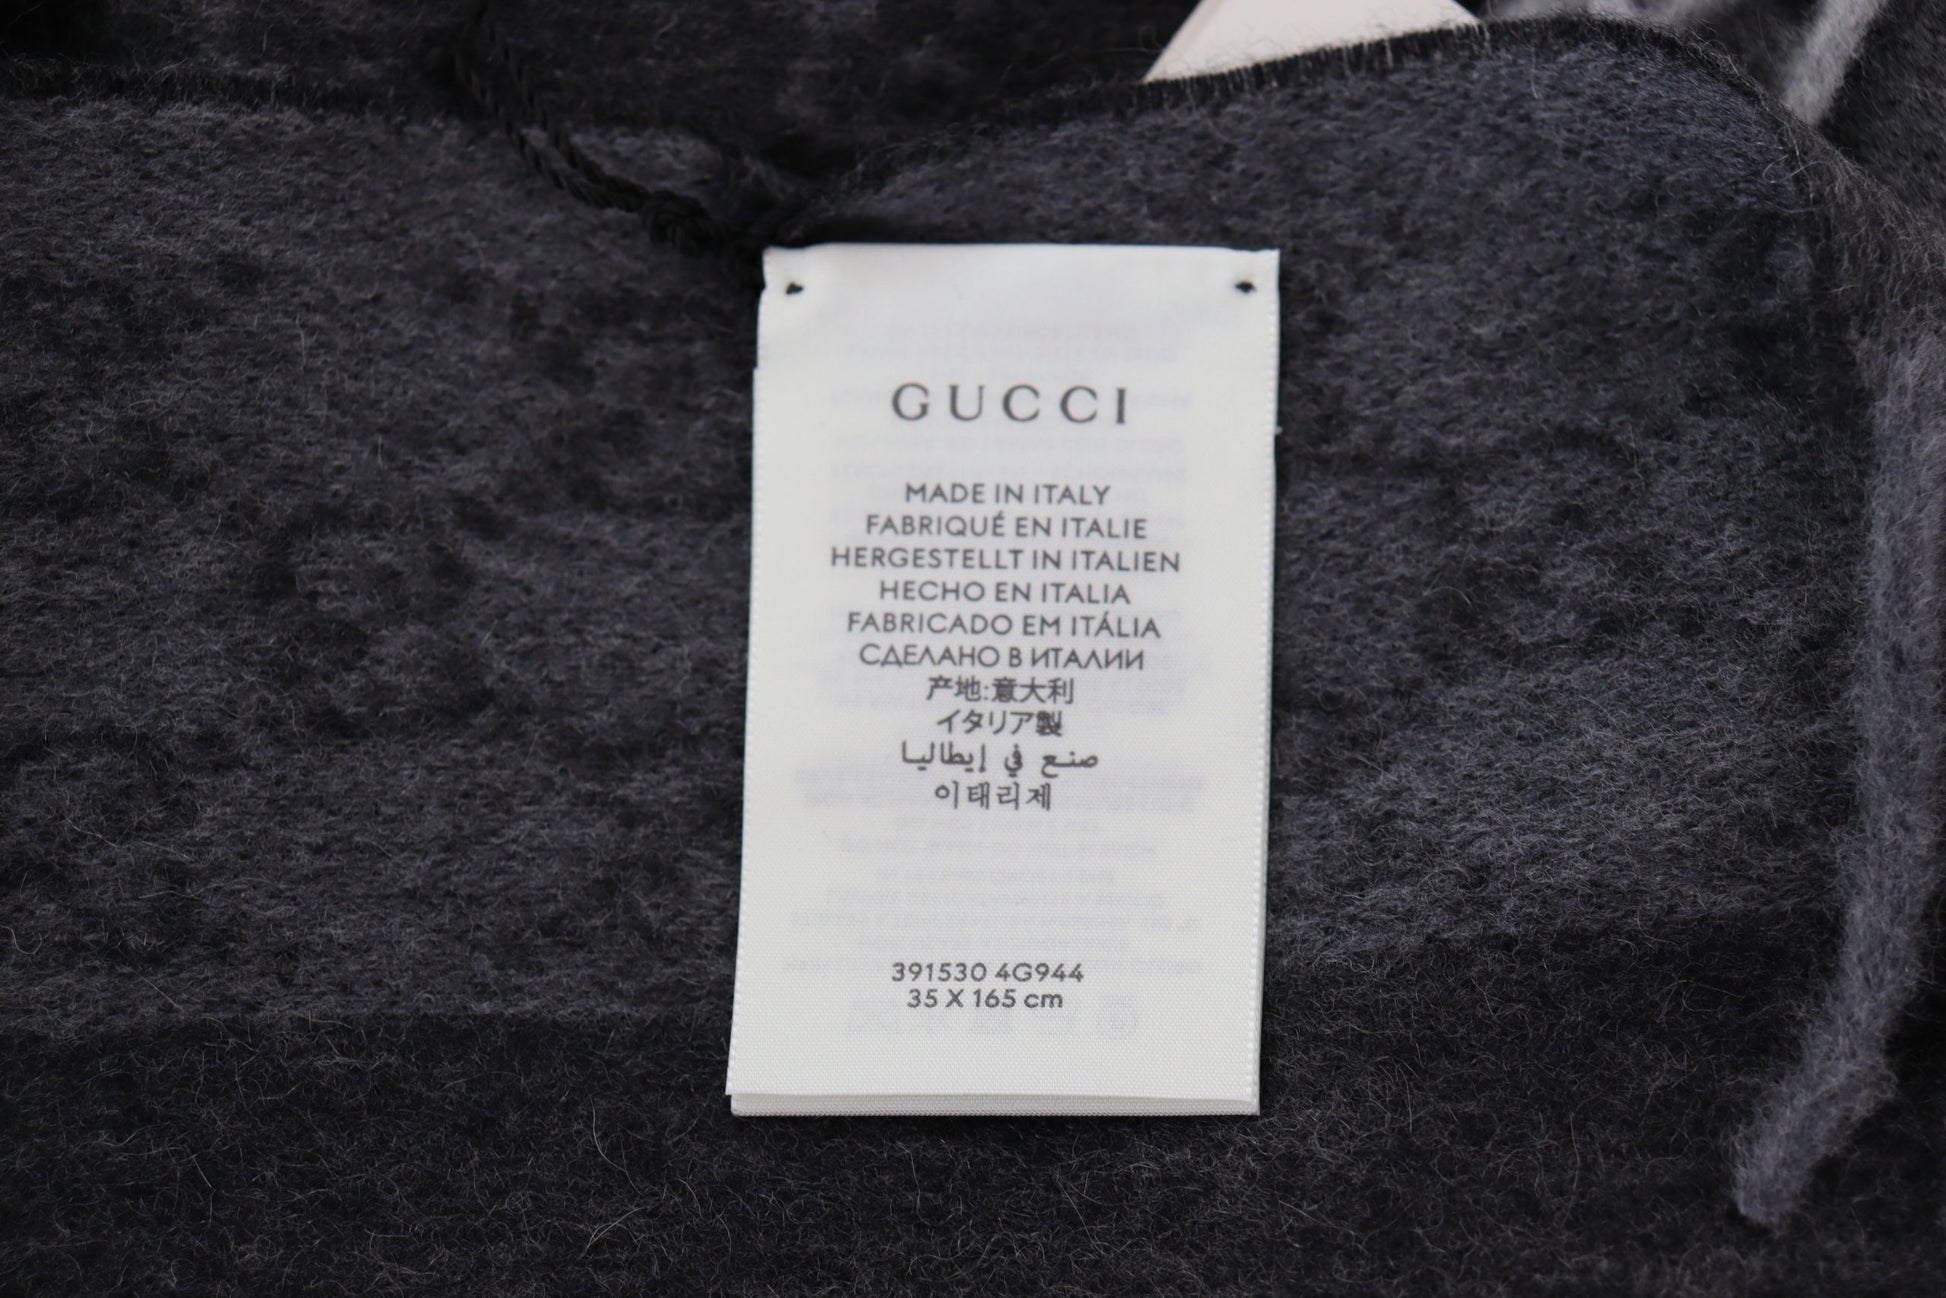 GUCCI
MADE IN ITALY
FABRIQUÉ EN ITALIE
HERGESTELLT IN ITALIEN
HECHO EN ITALIA
FABRICADO EM ITÁLIA
СДЕЛАНО В ИТАЛИИ
产地:意大利
イタリア製
صنع في إيطاليا
이태리제
391530 4G944
35 X 165 cm